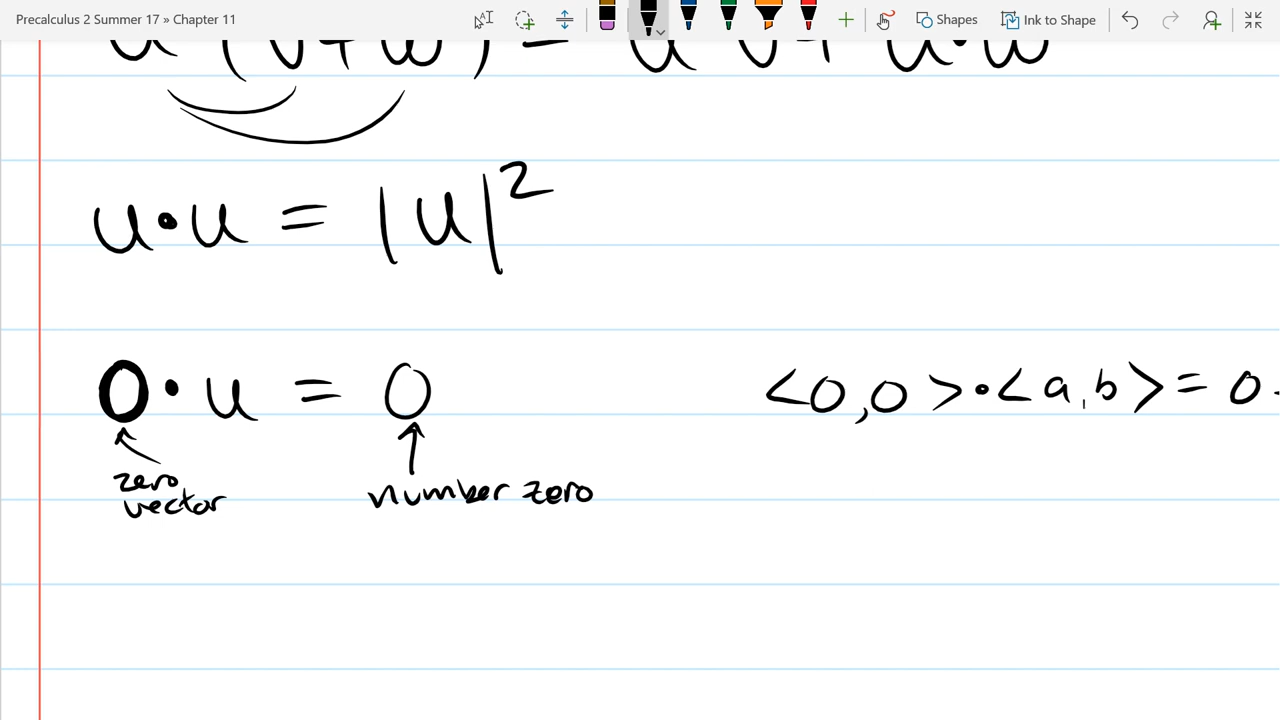 Precalculus 2 Summer 17 » Chapter 11
Shapes
Ink to Shape
u (v+w) = u v + u·w
u·u = |u|²
0·u = 0
<0,0>·<a,b> = 0·
zero
vector
number zero